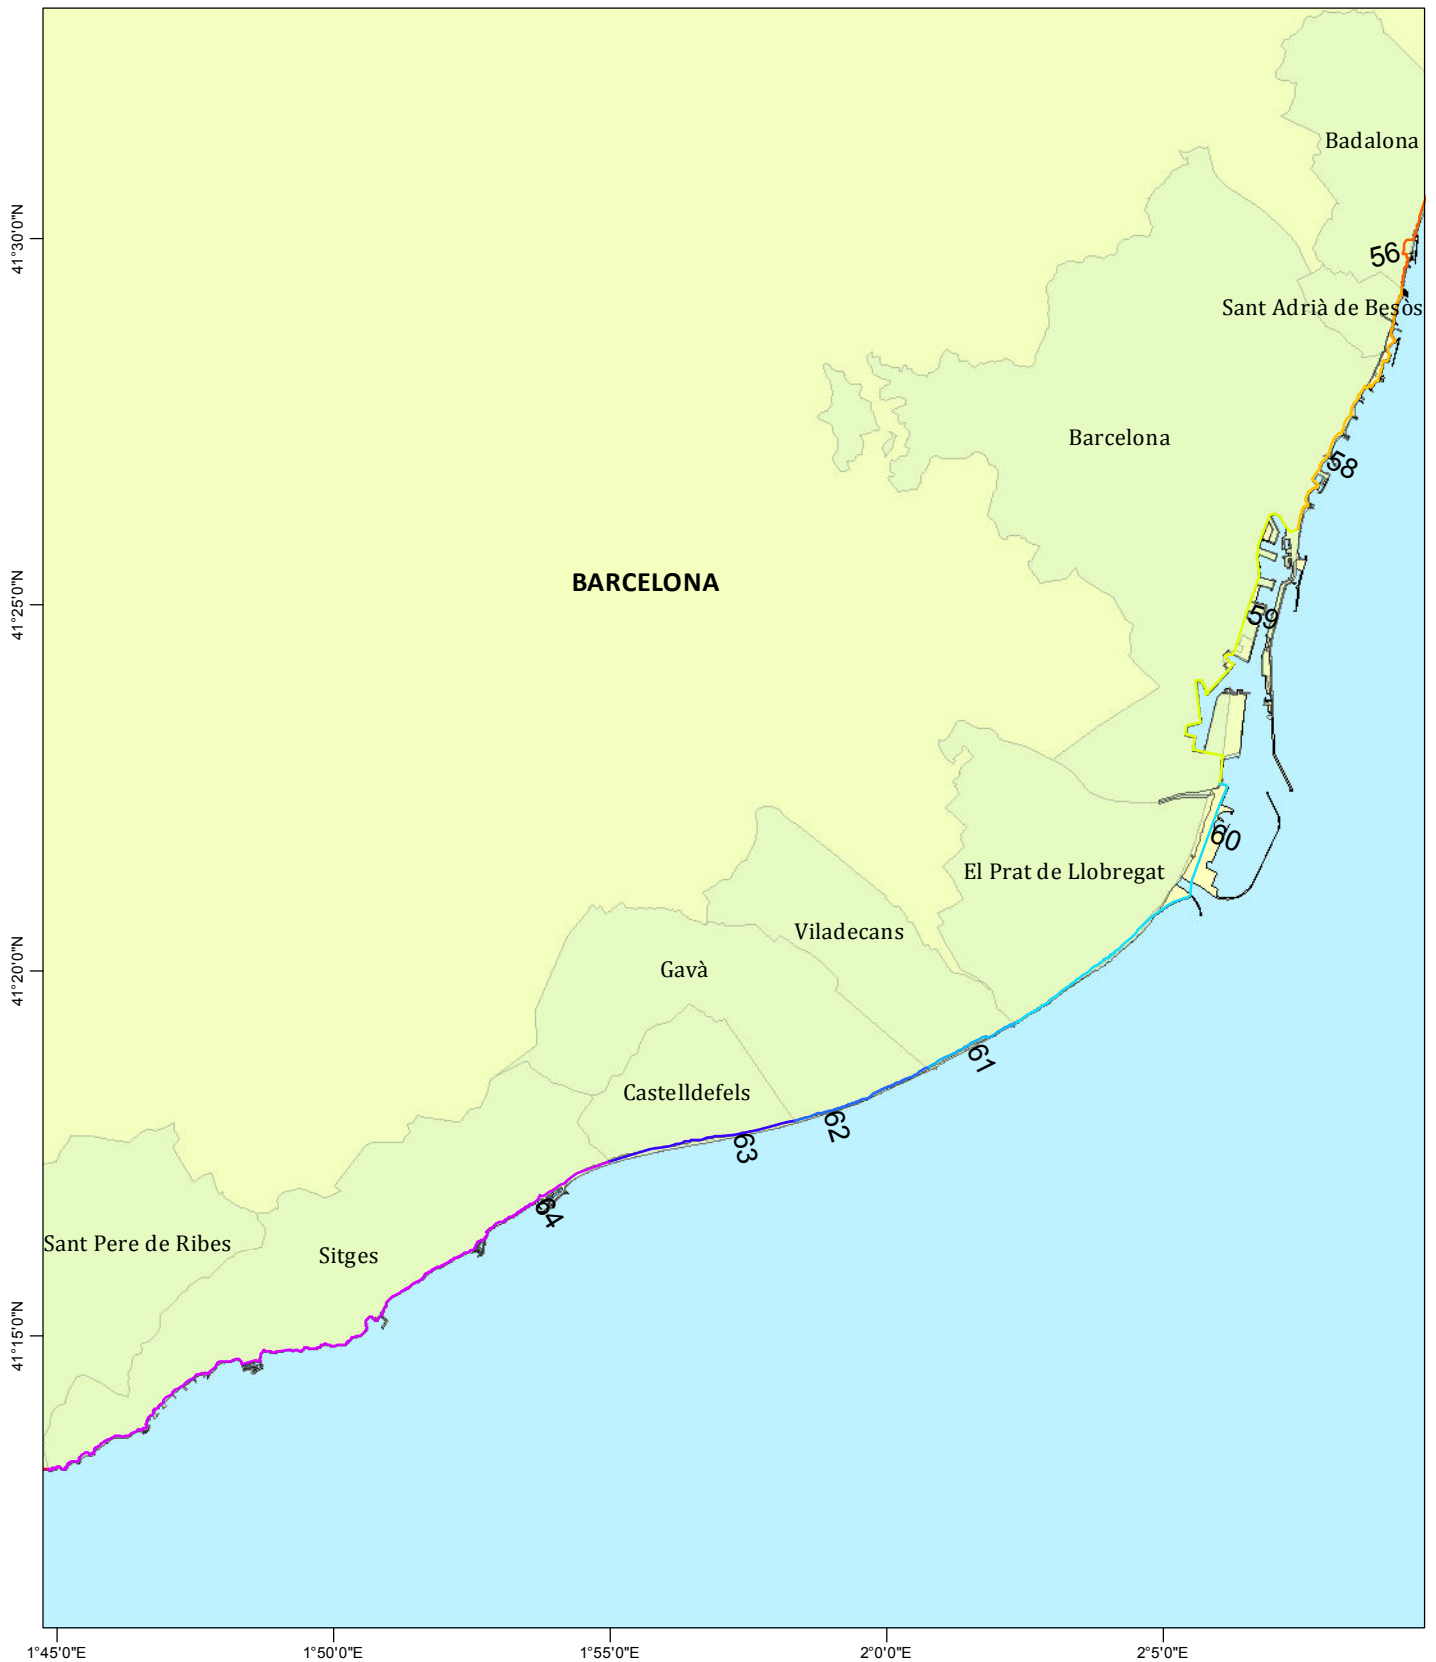 Badalona
41°30'0"N
56
Sant Adrià de Besòs
Barcelona
58
BARCELONA
41°25'0"N
59
60
El Prat de Llobregat
Viladecans
Gavà
41°20'0"N
61
Castelldefels
62
63
64
Sant Pere de Ribes
Sitges
41°15'0"N
1°45'0"E
1°50'0"E
1°55'0"E
2°0'0"E
2°5'0"E